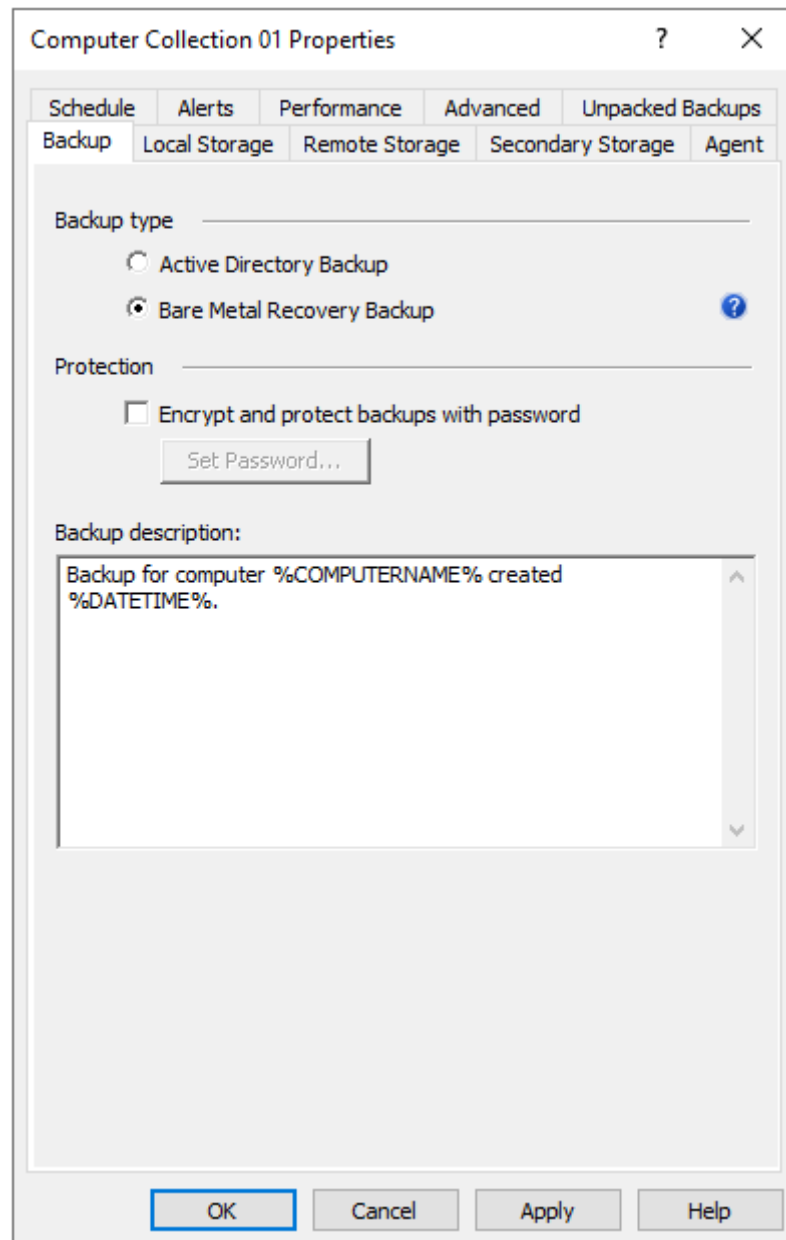 Computer Collection 01 Properties ? ×
Schedule Alerts Performance Advanced Unpacked Backups
Backup Local Storage Remote Storage Secondary Storage Agent
Backup type
Active Directory Backup
Bare Metal Recovery Backup ?
Protection
Encrypt and protect backups with password
Set Password...
Backup description:
Backup for computer %COMPUTERNAME% created
%DATETIME%.
OK Cancel Apply Help